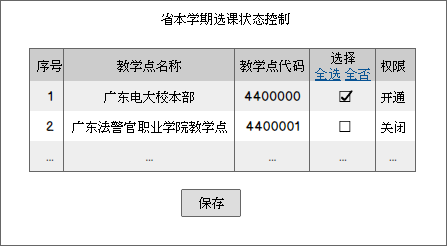 省本学期选课状态控制
序号 教学点名称 教学点代码 选择 全选 全否 权限
1 广东电大校本部 4400000 开通
2 广东法警官职业学院教学点 4400001 关闭
... ... ... ... ...
保存